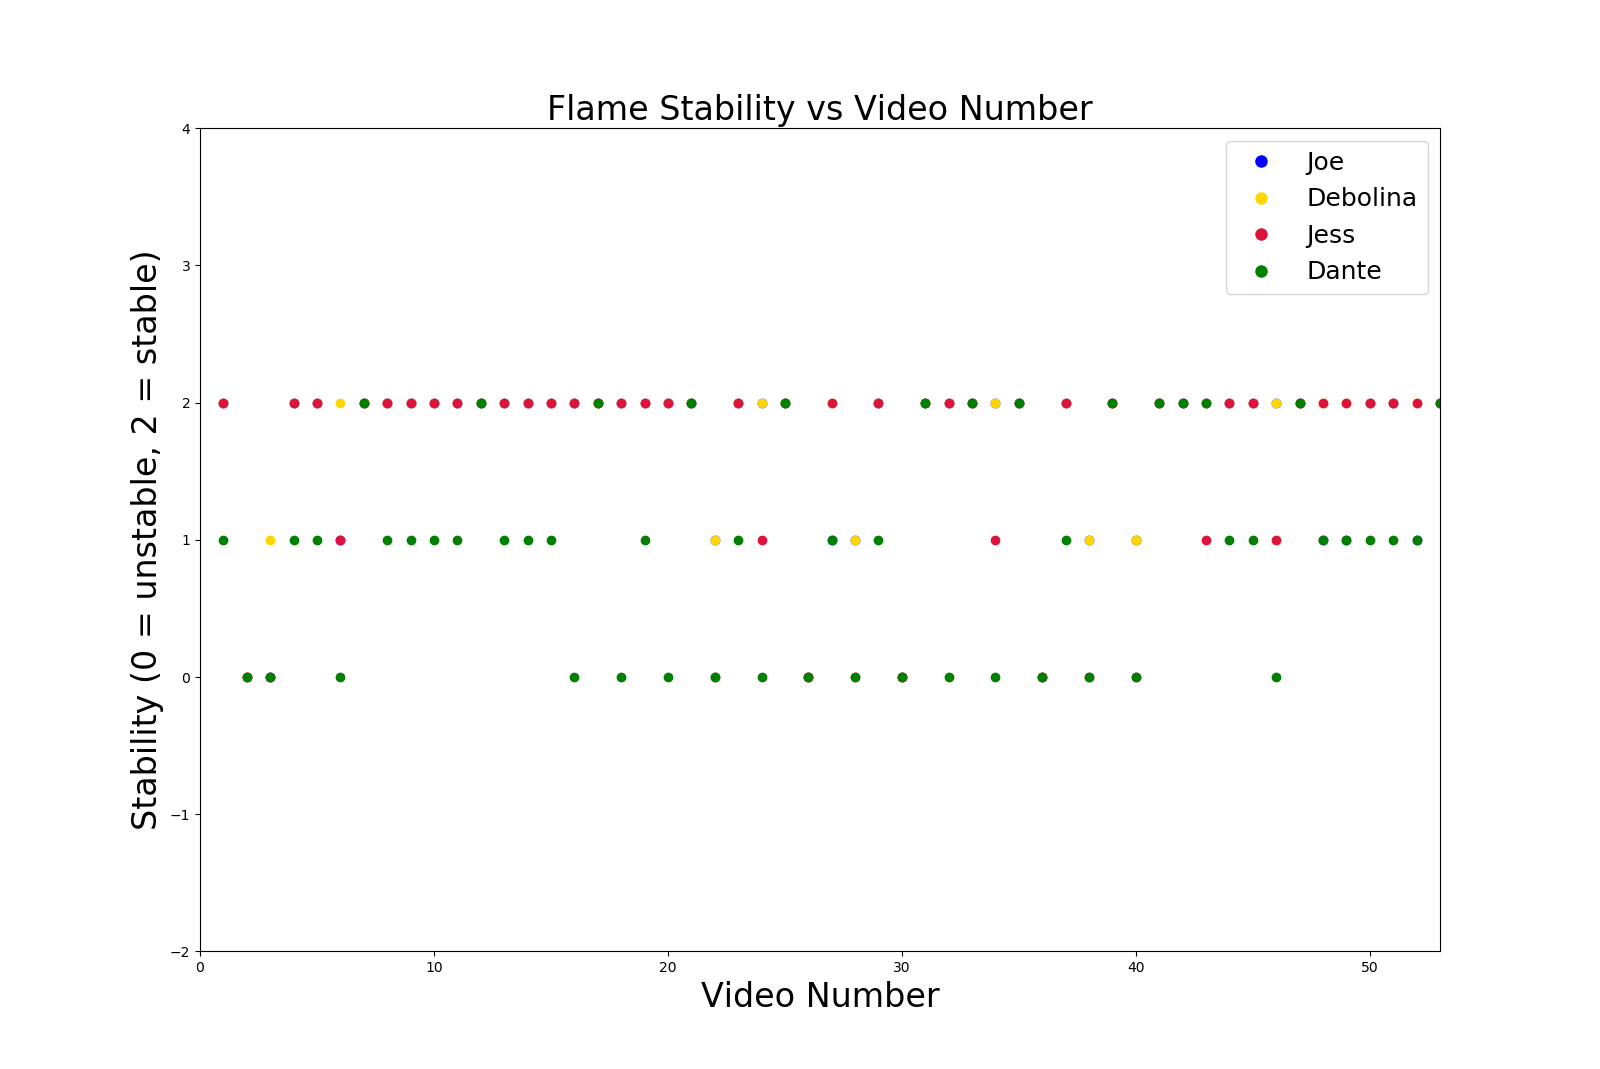 Flame Stability vs Video Number
Joe
Debolina
Jess
Dante
Stability (0 = unstable, 2 = stable)
4
3
2
1
0
−1
−2
0 10 20 30 40 50
Video Number